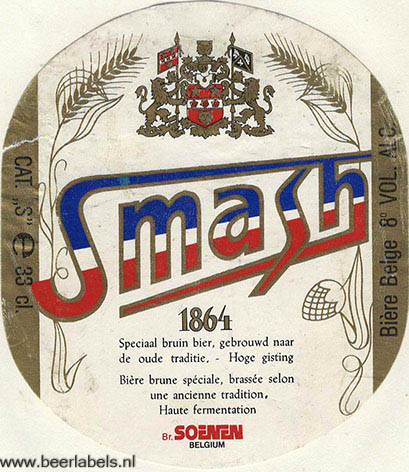 CAT. „S" ℮ 33 cl.
Smash
Bière Belge 8° VOL. ALC.
1864
Speciaal bruin bier, gebrouwd naar
de oude traditie. - Hoge gisting
Bière brune spéciale, brassée selon
une ancienne tradition,
Haute fermentation
Br. SOENEN
BELGIUM
www.beerlabels.nl